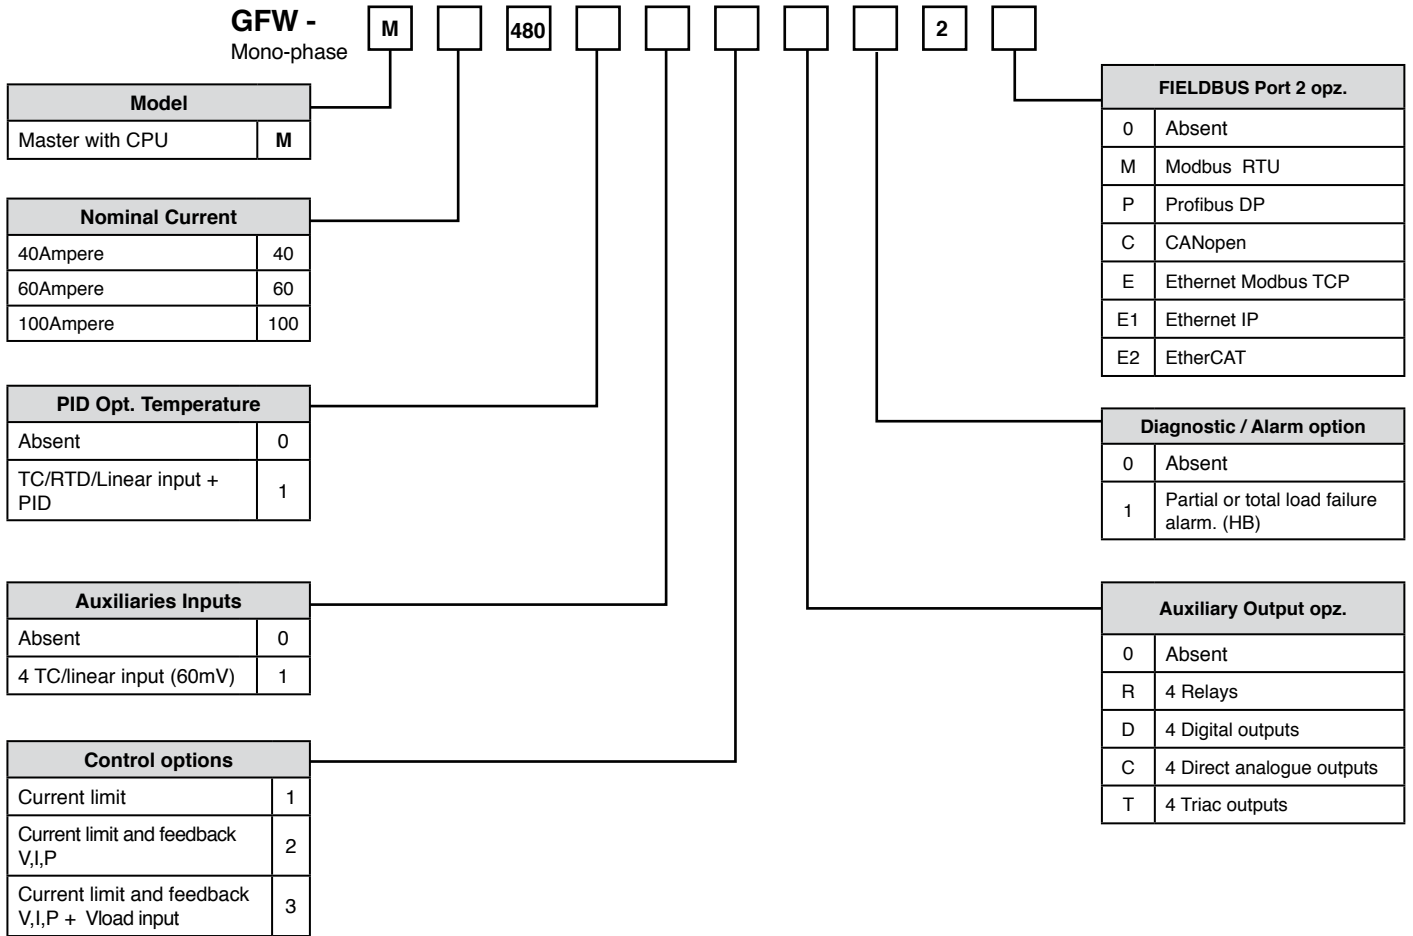 GFW -
Mono-phase
M
480
2
Model
Master with CPU M
Nominal Current
40Ampere 40
60Ampere 60
100Ampere 100
PID Opt. Temperature
Absent 0
TC/RTD/Linear input +
PID
1
Auxiliaries Inputs
Absent 0
4 TC/linear input (60mV) 1
Control options
Current limit 1
Current limit and feedback
V,I,P
2
Current limit and feedback
V,I,P + Vload input
3
FIELDBUS Port 2 opz.
0 Absent
M Modbus RTU
P Profibus DP
C CANopen
E Ethernet Modbus TCP
E1 Ethernet IP
E2 EtherCAT
Diagnostic / Alarm option
0 Absent
1
Partial or total load failure
alarm. (HB)
Auxiliary Output opz.
0 Absent
R 4 Relays
D 4 Digital outputs
C 4 Direct analogue outputs
T 4 Triac outputs